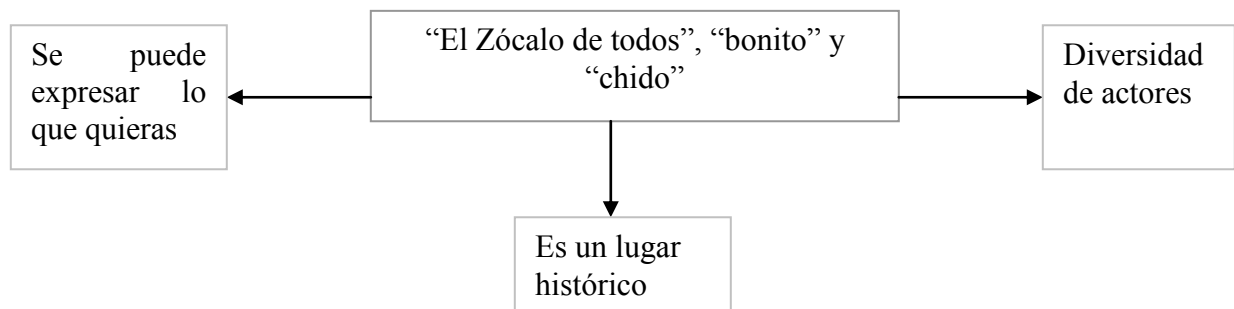 “El Zócalo de todos”, “bonito” y
“chido”
Se puede
expresar lo
que quieras
Diversidad
de actores
Es un lugar
histórico